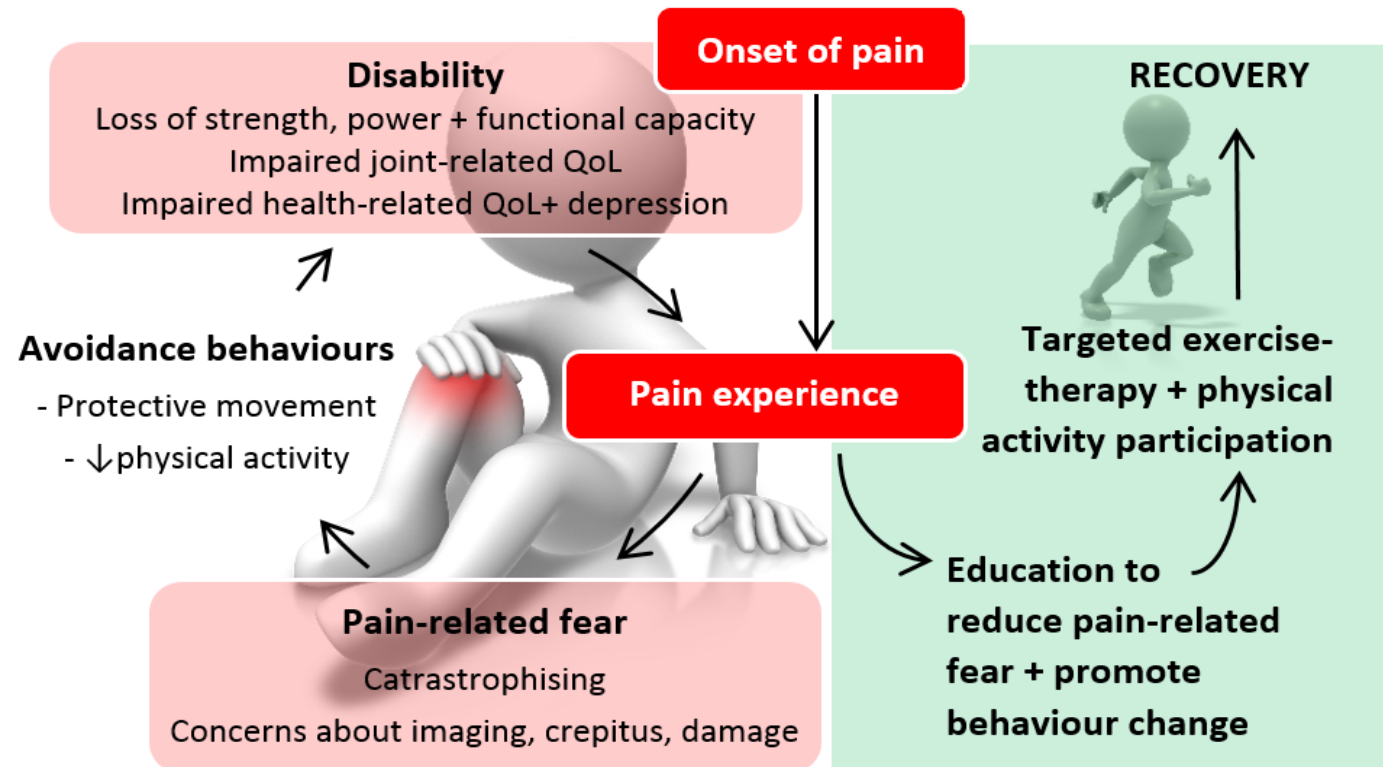 Onset of pain
Disability
Loss of strength, power + functional capacity
Impaired joint-related QoL
Impaired health-related QoL+ depression
Avoidance behaviours
- Protective movement
- ↓physical activity
Pain experience
Pain-related fear
Catrastrophising
Concerns about imaging, crepitus, damage
RECOVERY
Targeted exercise-
therapy + physical
activity participation
Education to
reduce pain-related
fear + promote
behaviour change